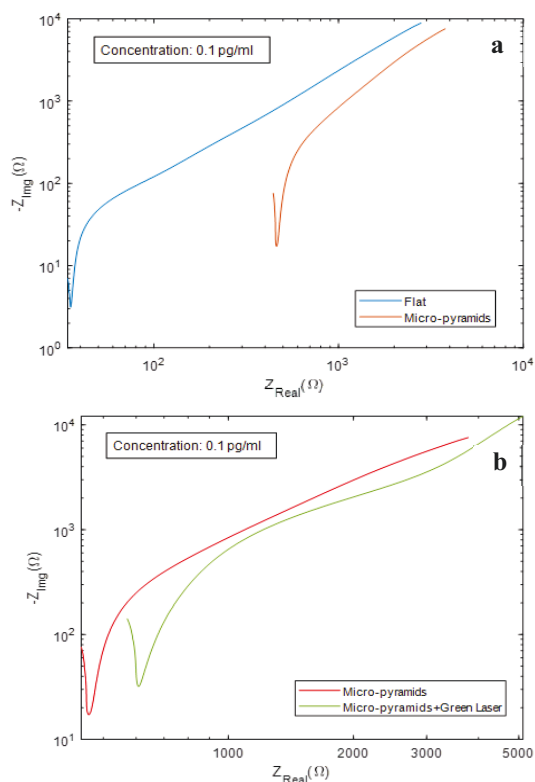 a
Concentration: 0.1 pg/ml
10^4
10^3
10^2
10^1
10^0
-Z_Img(Ω)
Flat
Micro-pyramids
10^2
10^3
10^4
Z_Real(Ω)
b
Concentration: 0.1 pg/ml
10^4
10^3
10^2
10^1
-Z_Img(Ω)
Micro-pyramids
Micro-pyramids+Green Laser
1000
2000
3000
5000
Z_Real(Ω)